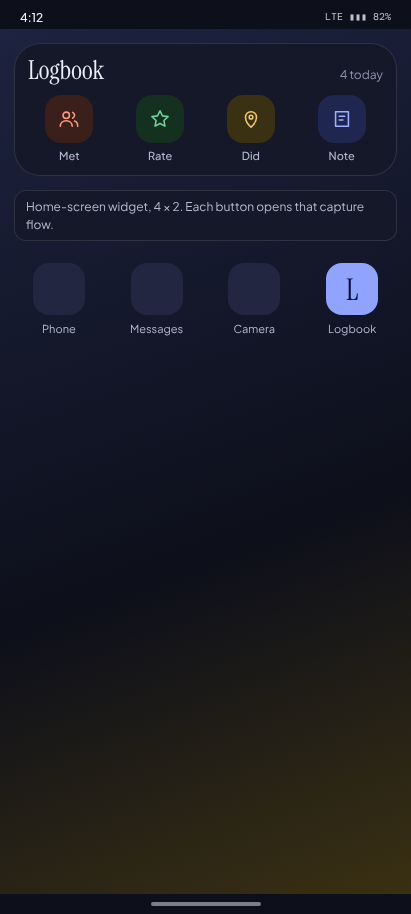 4:12
LTE 82%
Logbook
4 today
Met
Rate
Did
Note
Home-screen widget, 4 × 2. Each button opens that capture
flow.
L
Phone
Messages
Camera
Logbook